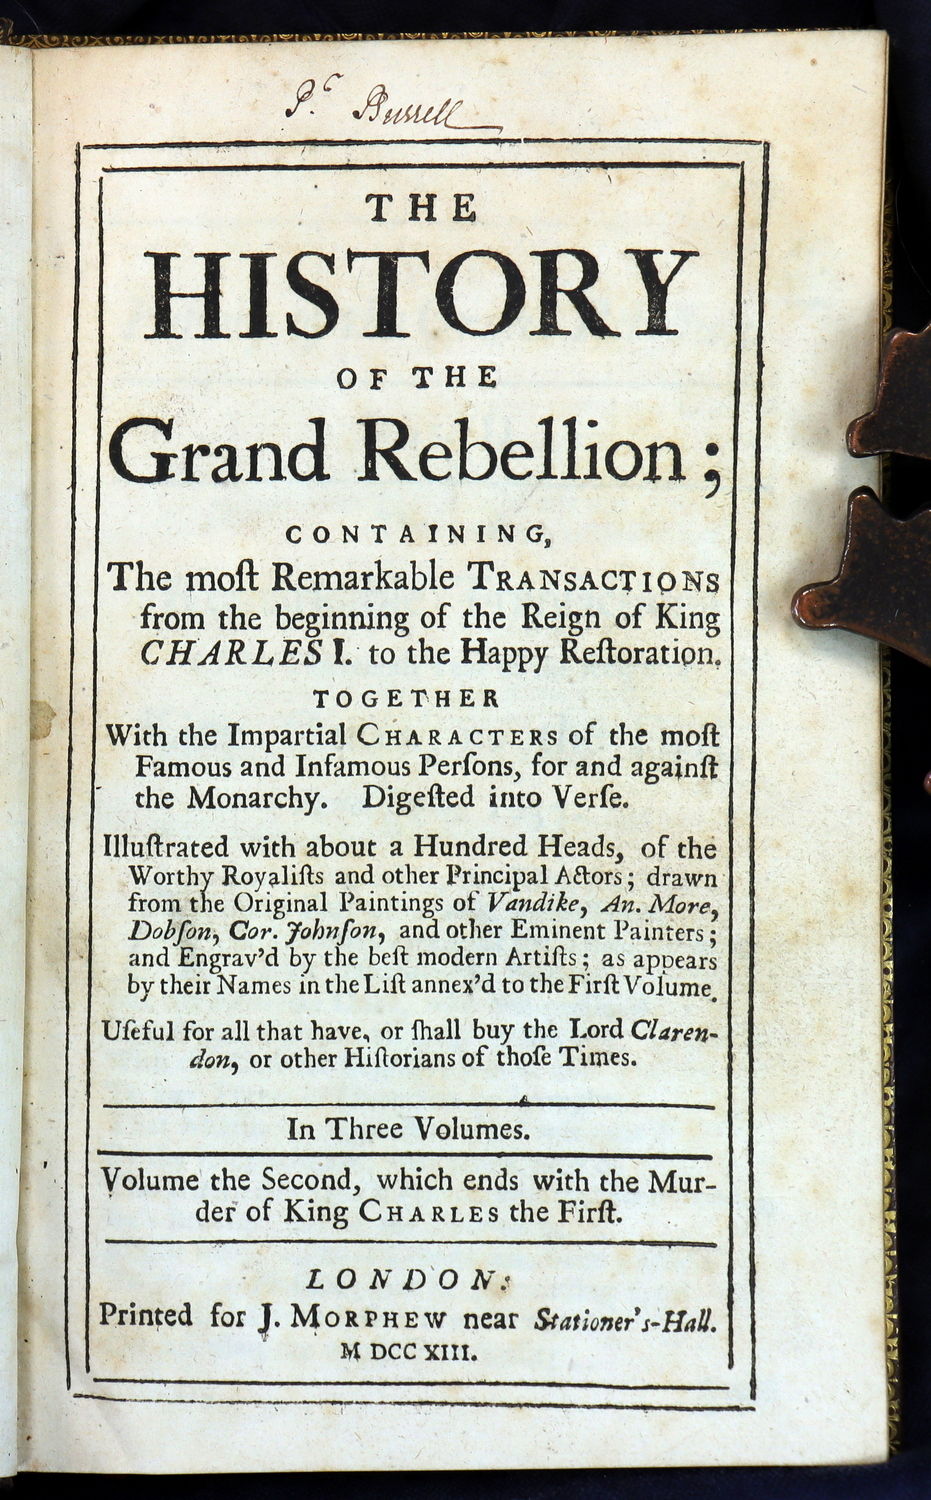 Pr. Bussell
THE
HISTORY
OF THE
Grand Rebellion;
CONTAINING,
The moſt Remarkable TRANSACTIONS
from the beginning of the Reign of King
CHARLES I. to the Happy Reſtoration.
TOGETHER
With the Impartial CHARACTERS of the moſt
Famous and Infamous Perſons, for and againſt
the Monarchy. Digeſted into Verſe.
Illuſtrated with about a Hundred Heads, of the
Worthy Royaliſts and other Principal Actors; drawn
from the Original Paintings of Vandike, An. More,
Dobſon, Cor. Johnſon, and other Eminent Painters;
and Engrav'd by the beſt modern Artiſts; as appears
by their Names in the Liſt annex'd to the Firſt Volume.
Uſeful for all that have, or ſhall buy the Lord Claren-
don, or other Hiſtorians of thoſe Times.
In Three Volumes.
Volume the Second, which ends with the Mur-
der of King CHARLES the Firſt.
LONDON:
Printed for J. MORPHEW near Stationer's-Hall.
M DCC XIII.